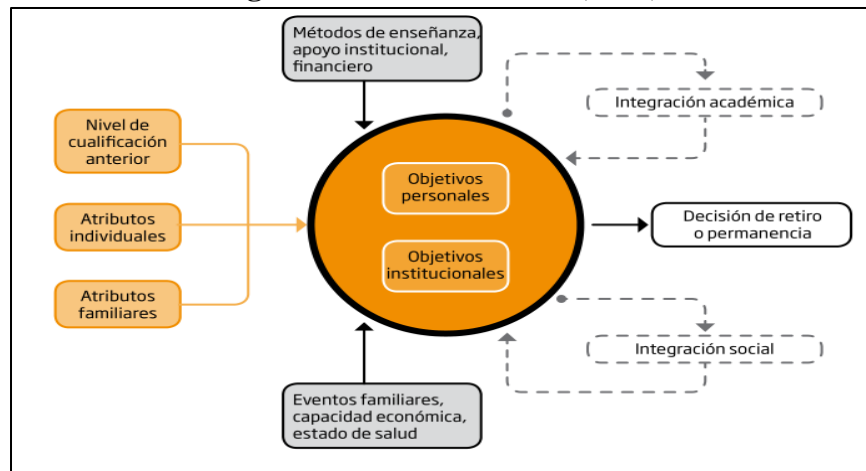 Métodos de enseñanza,
apoyo institucional,
financiero
Integración académica
Nivel de
cualificación
anterior
Objetivos
personales
Atributos
individuales
Decisión de retiro
o permanencia
Objetivos
institucionales
Atributos
familiares
Integración social
Eventos familiares,
capacidad económica,
estado de salud